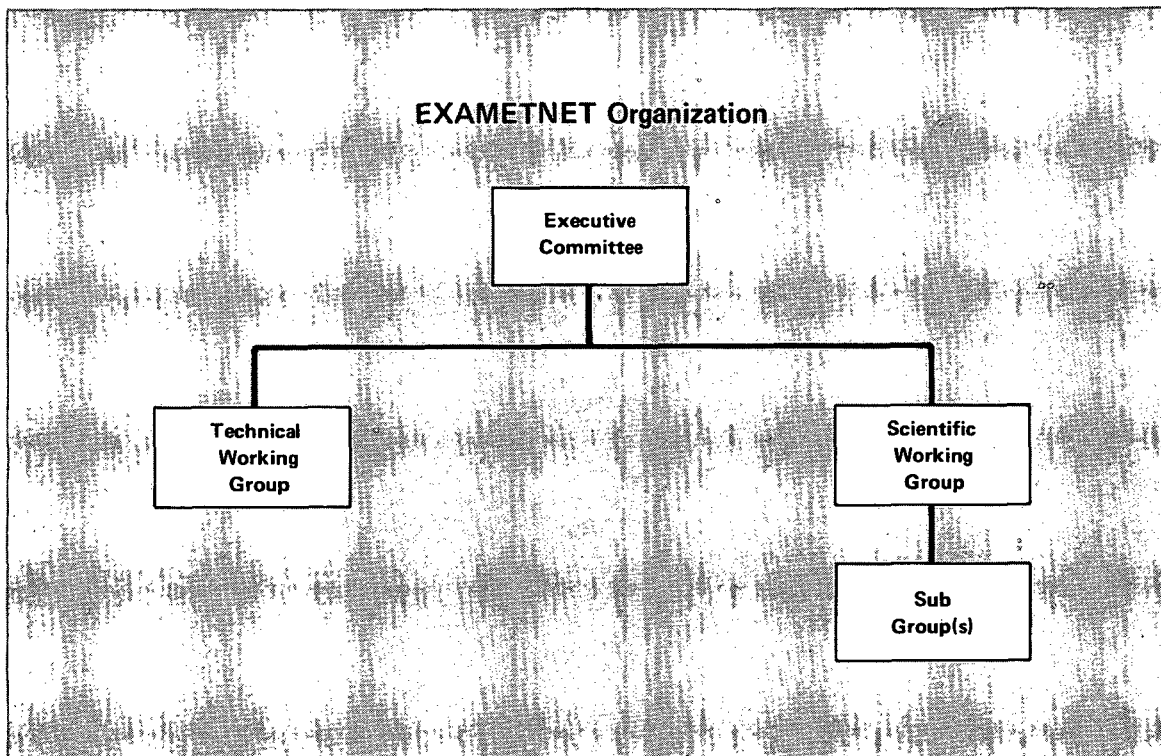 EXAMETNET Organization
Executive
Committee
Technical
Working
Group
Scientific
Working
Group
Sub
Group(s)